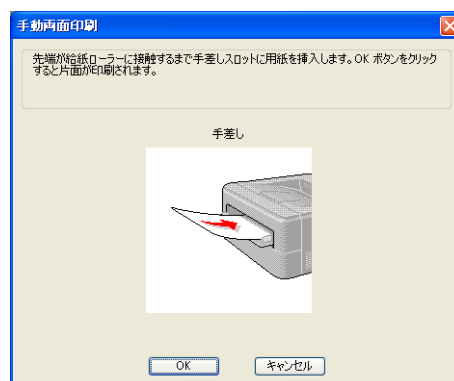 手動両面印刷
先端が給紙ローラーに接触するまで手差しスロットに用紙を挿入します。OK ボタンをクリック
すると片面が印刷されます。
手差し
OK
キャンセル